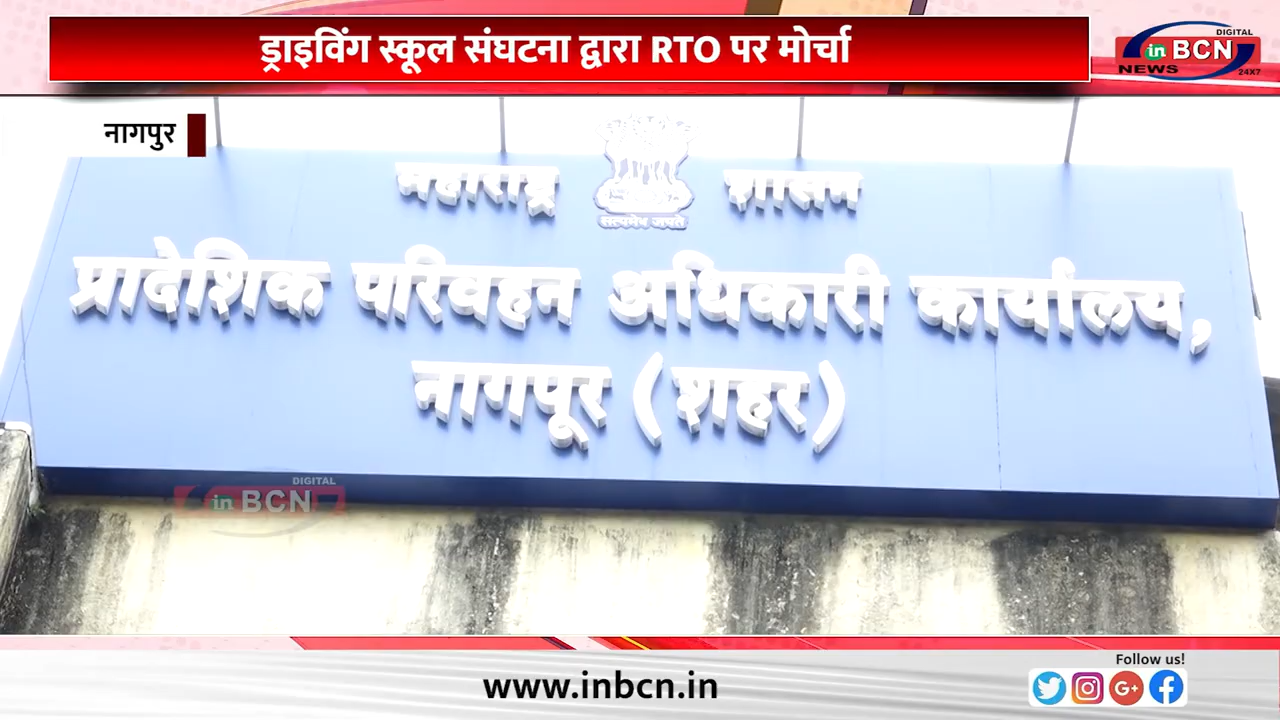 ड्राइविंग स्कूल संघटना द्वारा RTO पर मोर्चा
DIGITAL
in BCN
NEWS 24X7
नागपुर
महाराष्ट्र शासन
सत्यमेव जयते
प्रादेशिक परिवहन अधिकारी कार्यालय,
नागपूर (शहर)
DIGITAL
in BCN
Follow us!
www.inbcn.in